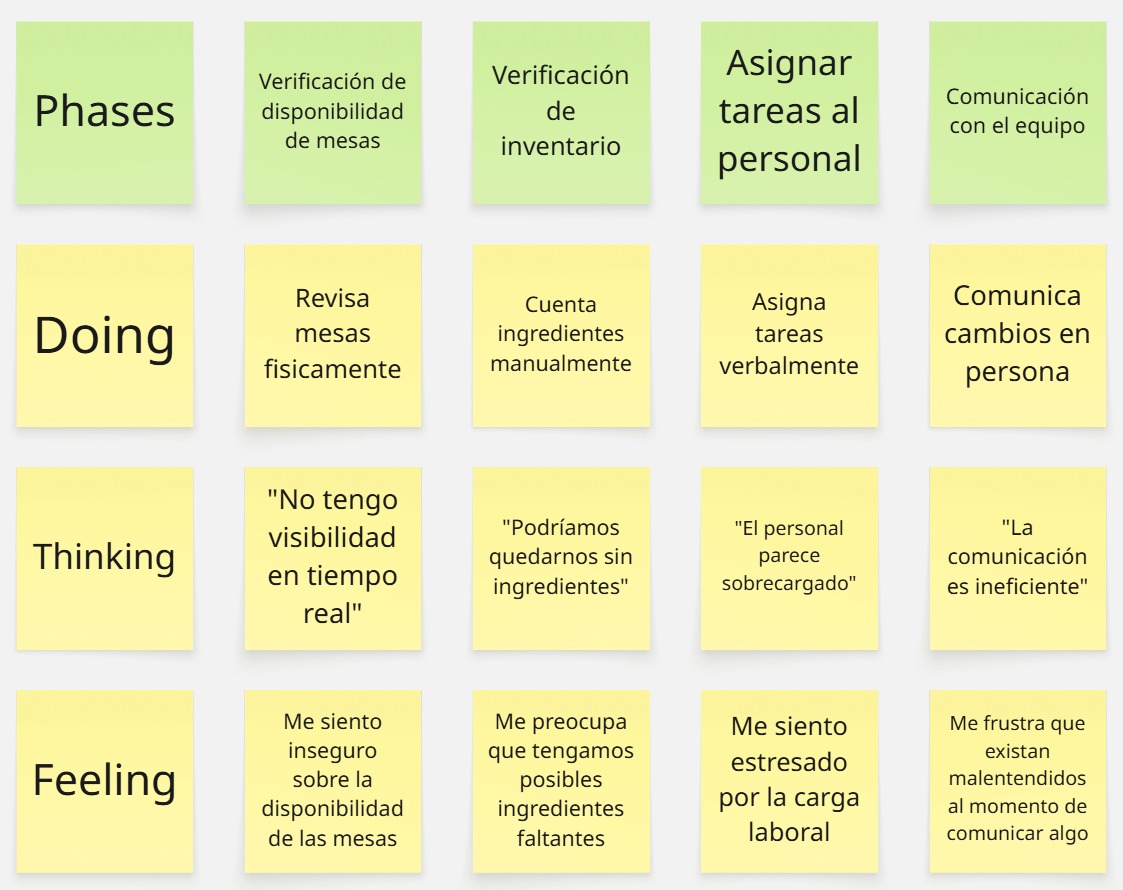 Phases
Verificación de
disponibilidad
de mesas
Verificación
de
inventario
Asignar
tareas al
personal
Comunicación
con el equipo
Doing
Revisa
mesas
fisicamente
Cuenta
ingredientes
manualmente
Asigna
tareas
verbalmente
Comunica
cambios en
persona
Thinking
"No tengo
visibilidad
en tiempo
real"
"Podríamos
quedarnos sin
ingredientes"
"El personal
parece
sobrecargado"
"La
comunicación
es ineficiente"
Feeling
Me siento
inseguro
sobre la
disponibilidad
de las mesas
Me preocupa
que tengamos
posibles
ingredientes
faltantes
Me siento
estresado
por la carga
laboral
Me frustra que
existan
malentendidos
al momento de
comunicar algo